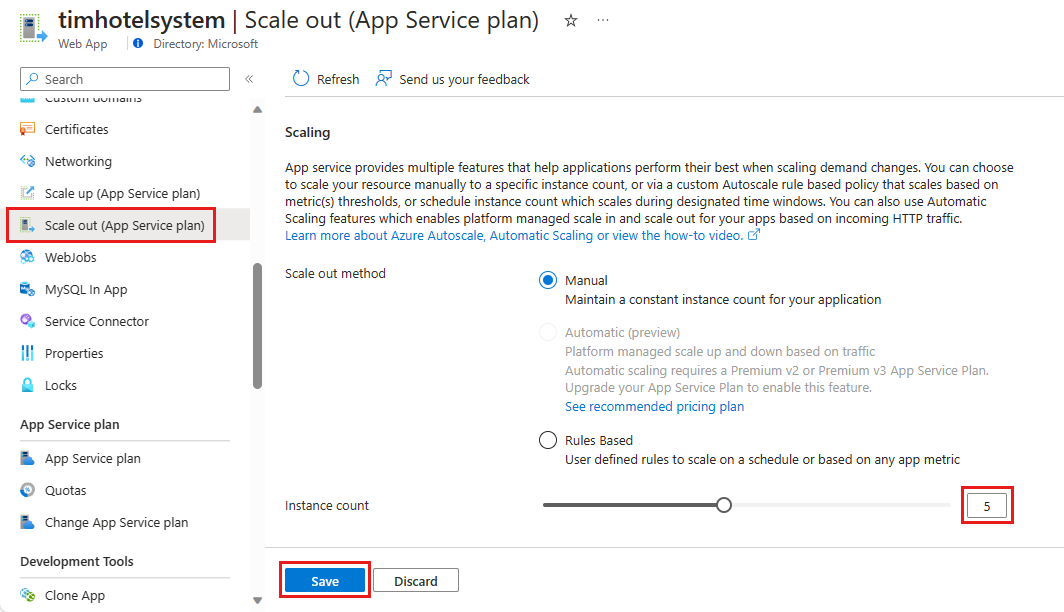 timhotelsystem | Scale out (App Service plan)
Web App
Directory: Microsoft
Search
Refresh
Send us your feedback
Custom domains
Certificates
Networking
Scale up (App Service plan)
Scale out (App Service plan)
WebJobs
MySQL In App
Service Connector
Properties
Locks
App Service plan
App Service plan
Quotas
Change App Service plan
Development Tools
Clone App
Scaling
App service provides multiple features that help applications perform their best when scaling demand changes. You can choose
to scale your resource manually to a specific instance count, or via a custom Autoscale rule based policy that scales based on
metric(s) thresholds, or schedule instance count which scales during designated time windows. You can also use Automatic
Scaling features which enables platform managed scale in and scale out for your apps based on incoming HTTP traffic.
Learn more about Azure Autoscale, Automatic Scaling or view the how-to video.
Scale out method
Manual
Maintain a constant instance count for your application
Automatic (preview)
Platform managed scale up and down based on traffic
Automatic scaling requires a Premium v2 or Premium v3 App Service Plan.
Upgrade your App Service Plan to enable this feature.
See recommended pricing plan
Rules Based
User defined rules to scale on a schedule or based on any app metric
Instance count
5
Save
Discard